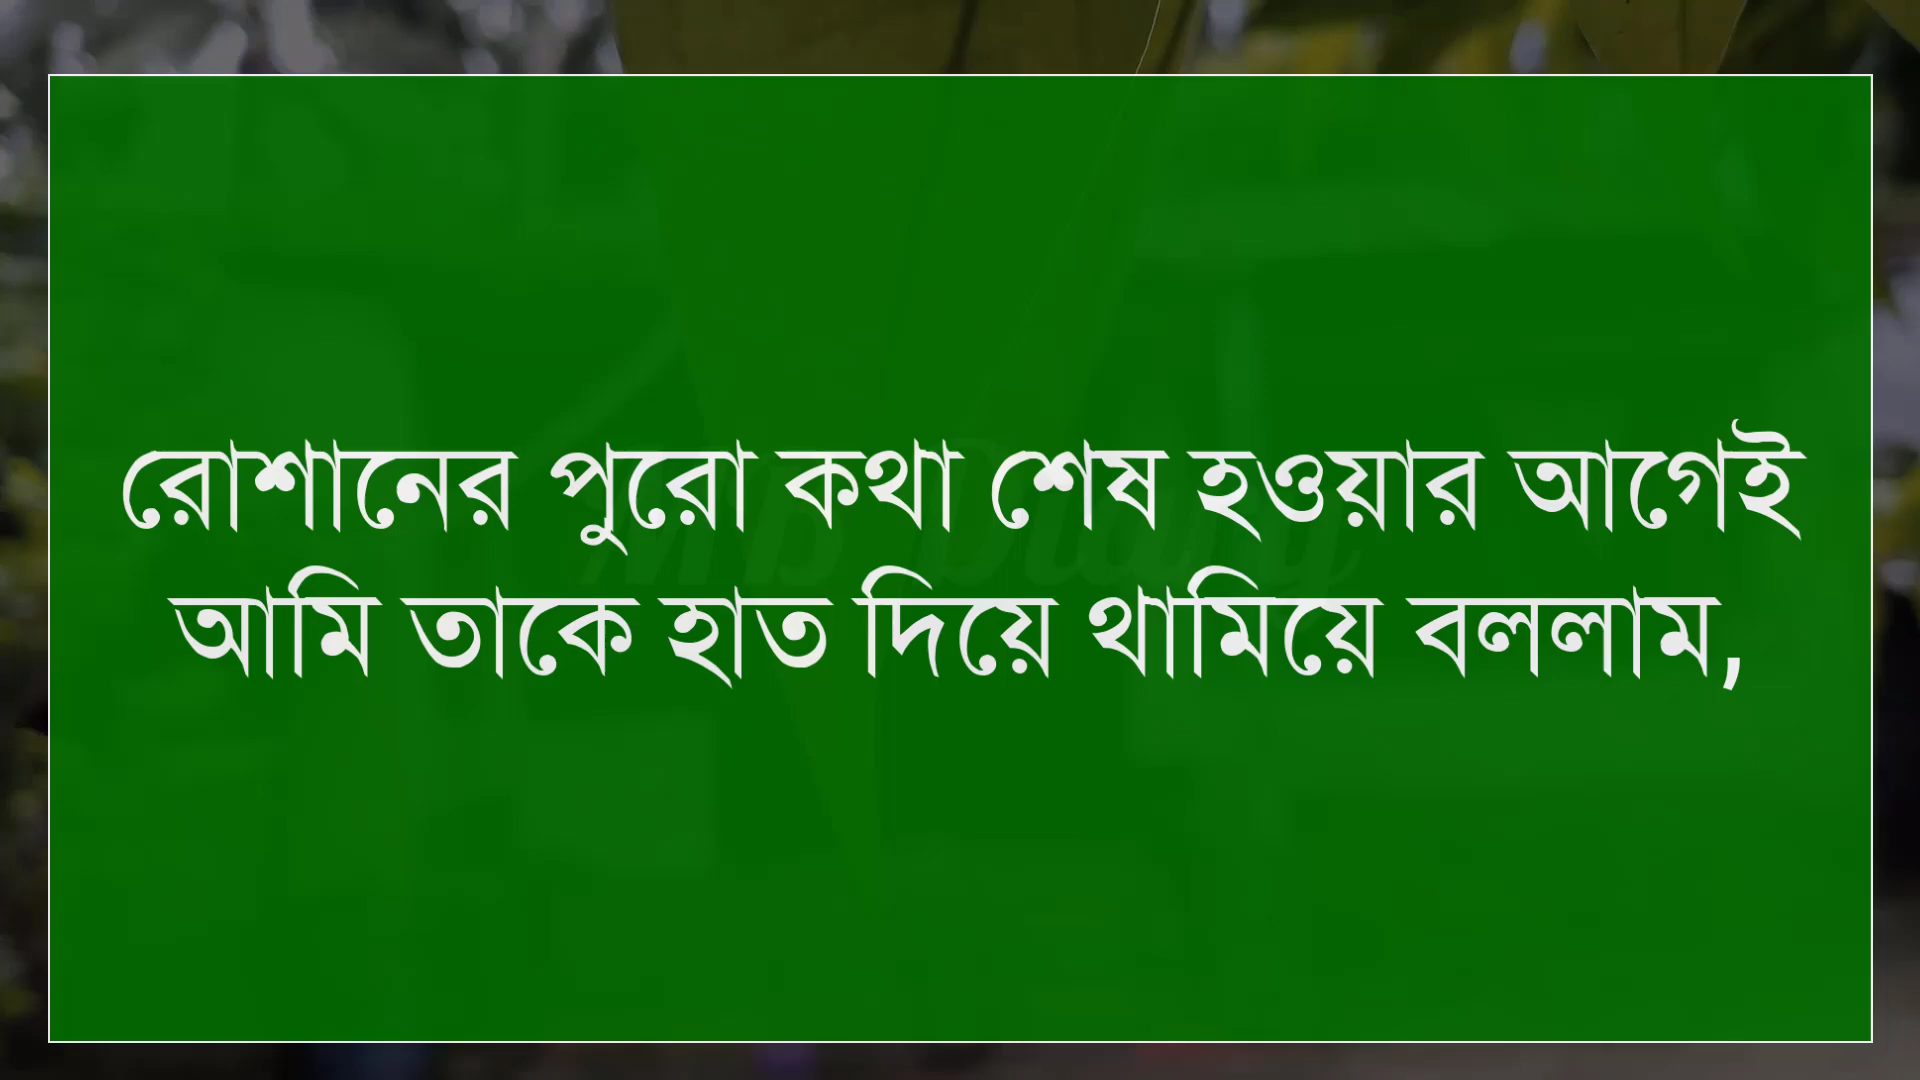 রোশানের পুরো কথা শেষ হওয়ার আগেই
আমি তাকে হাত দিয়ে থামিয়ে বললাম,